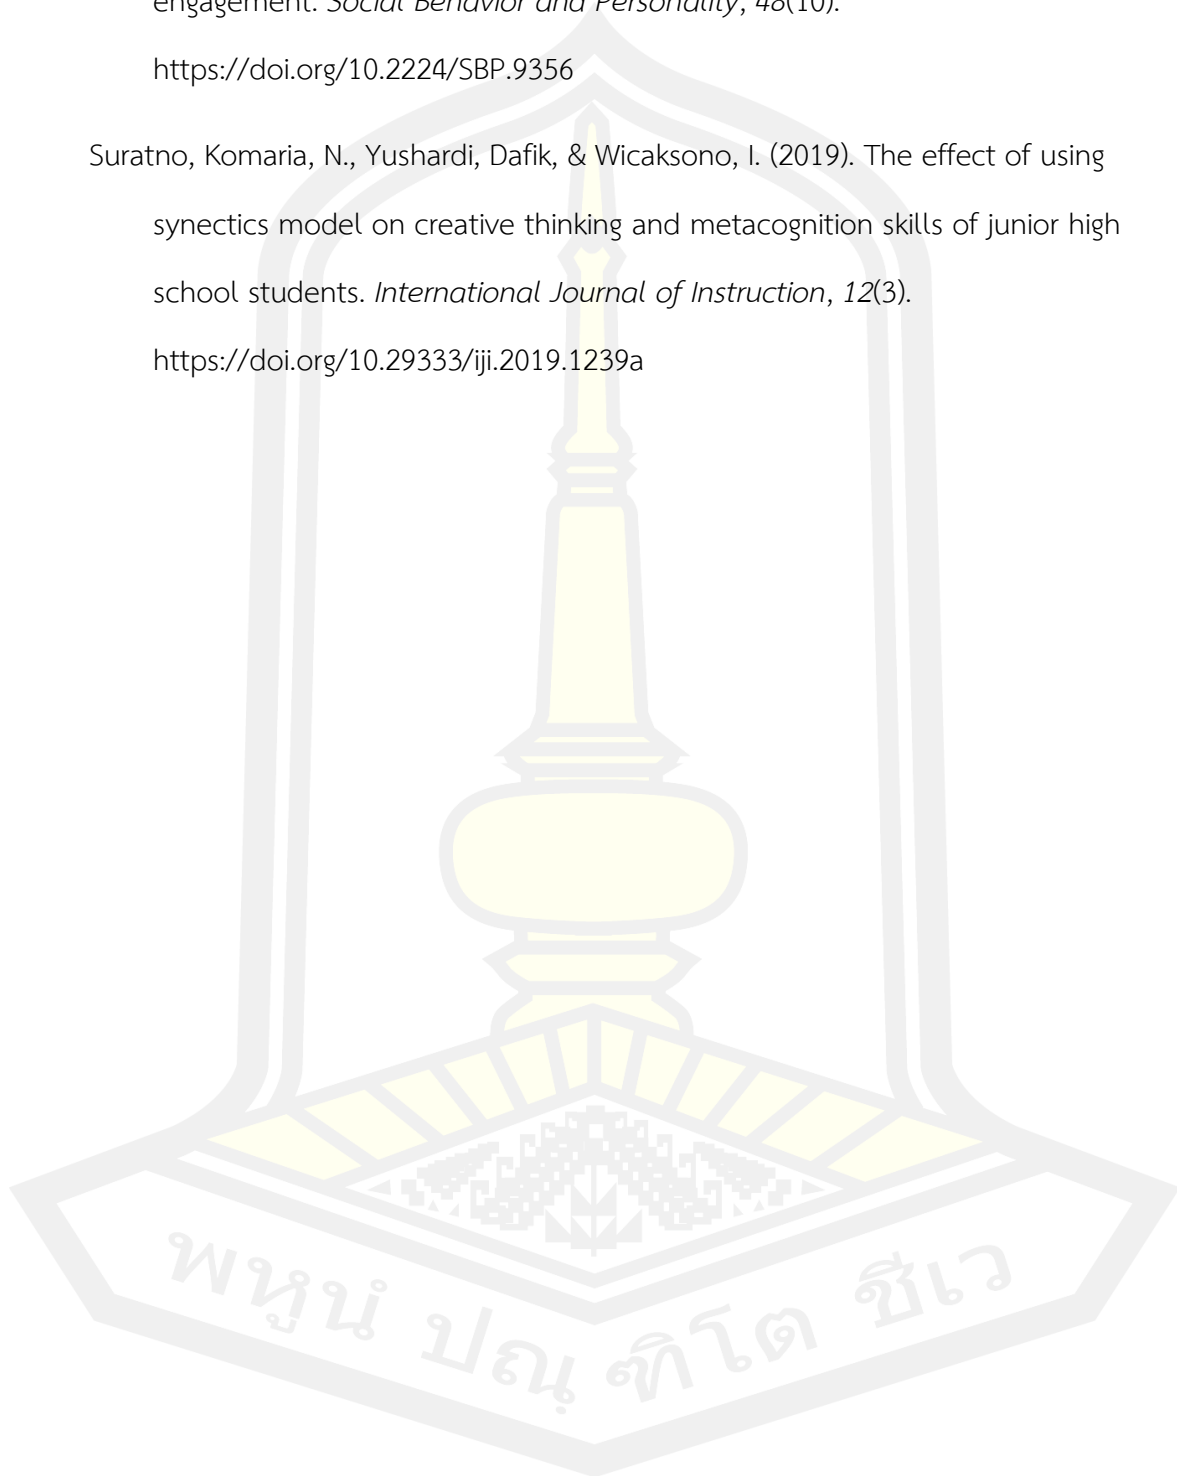 engagement. Social Behavior and Personality, 48(10).
https://doi.org/10.2224/SBP.9356
Suratno, Komaria, N., Yushardi, Dafik, & Wicaksono, I. (2019). The effect of using
synectics model on creative thinking and metacognition skills of junior high
school students. International Journal of Instruction, 12(3).
https://doi.org/10.29333/iji.2019.1239a
พหูนํ ปณฺ ฑิโต ชีเว